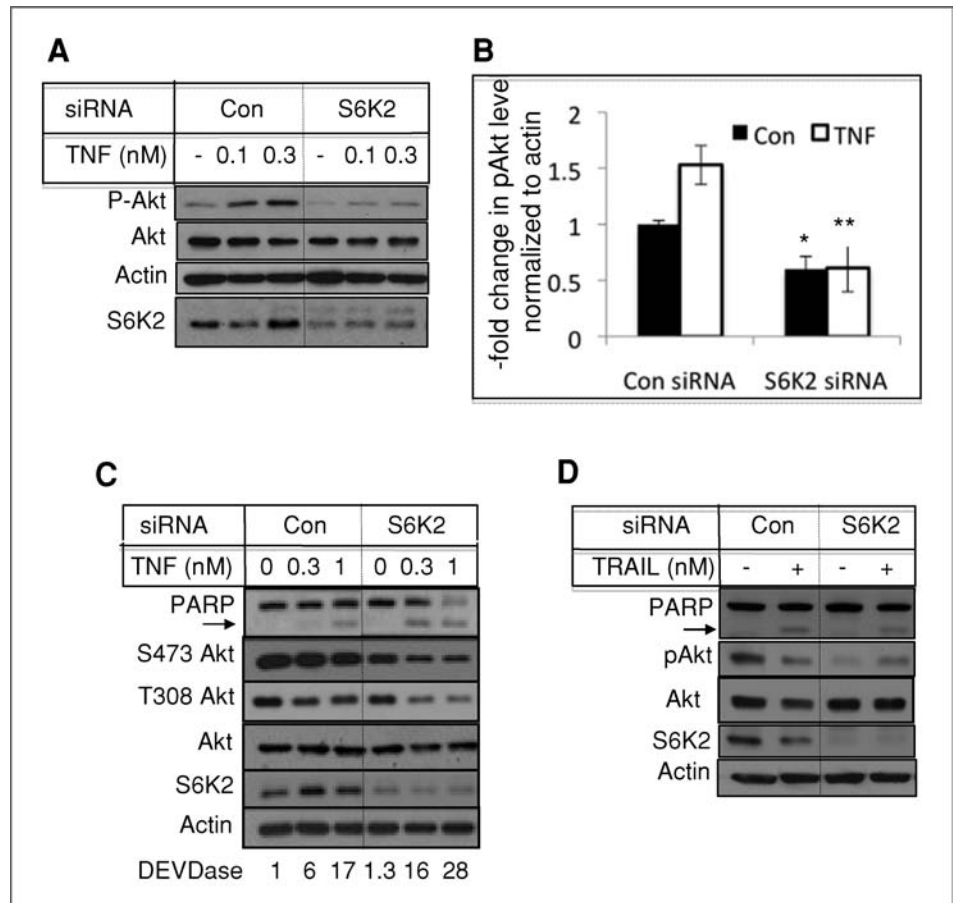 A
siRNA Con S6K2
TNF (nM) - 0.1 0.3 - 0.1 0.3
P-Akt
Akt
Actin
S6K2
B
-fold change in pAkt level
normalized to actin
2
1.5
1
0.5
0
Con TNF
* **
Con siRNA S6K2 siRNA
C
siRNA Con S6K2
TNF (nM) 0 0.3 1 0 0.3 1
PARP
S473 Akt
T308 Akt
Akt
S6K2
Actin
DEVDase 1 6 17 1.3 16 28
D
siRNA Con S6K2
TRAIL (nM) - + - +
PARP
pAkt
Akt
S6K2
Actin